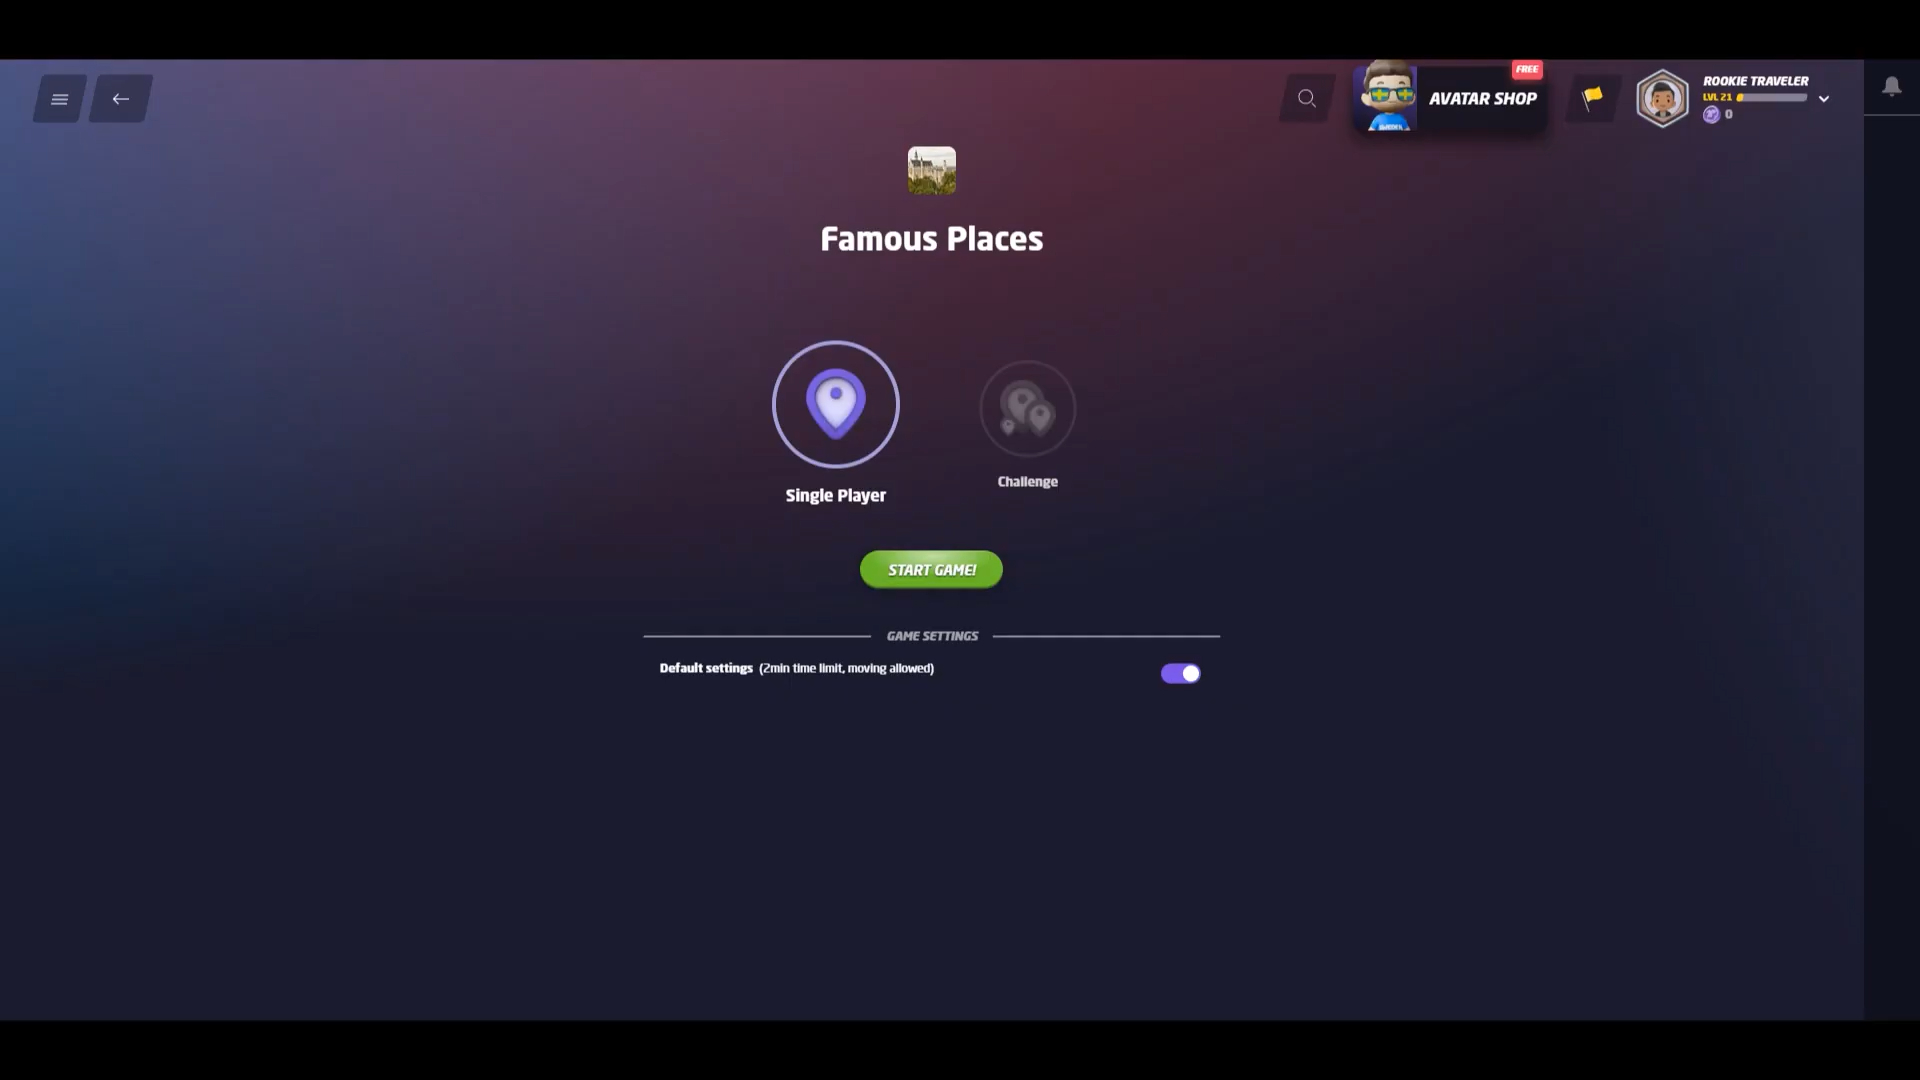 FREE
AVATAR SHOP
ROOKIE TRAVELER
LVL 21
0
Famous Places
Single Player
Challenge
START GAME!
GAME SETTINGS
Default settings (2min time limit, moving allowed)